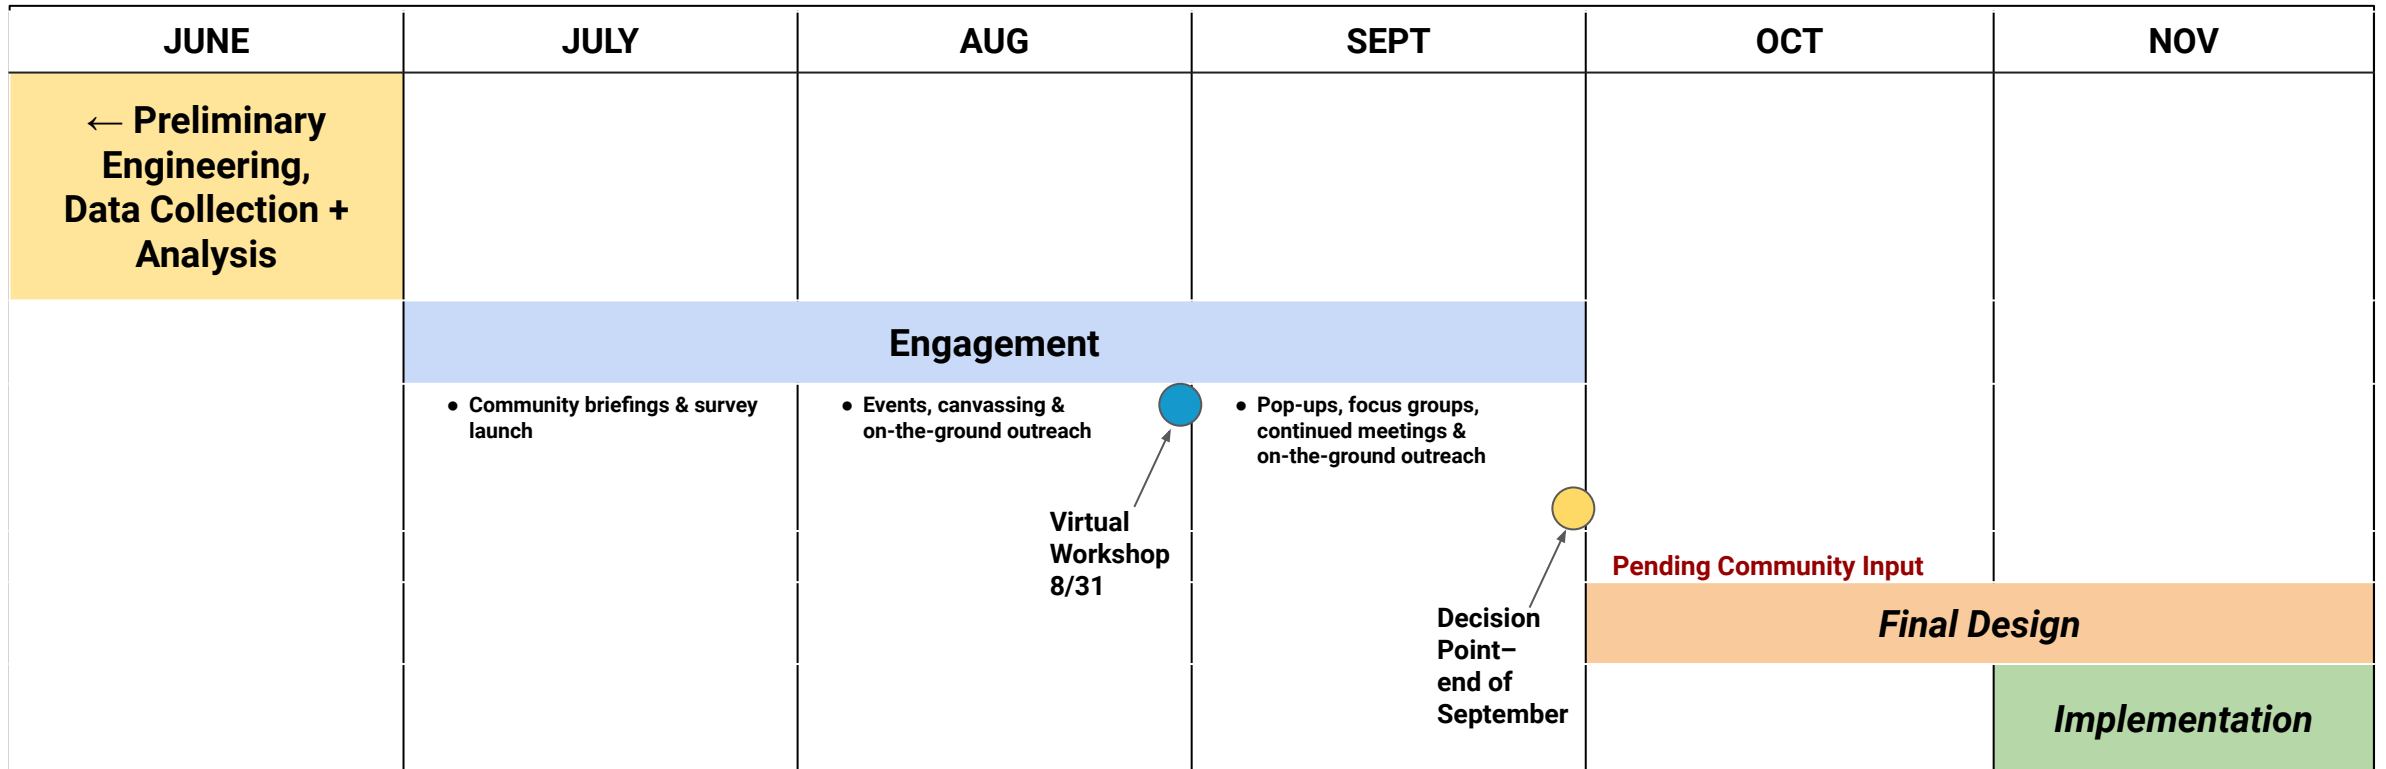 JUNE
JULY
AUG
SEPT
OCT
NOV
← Preliminary
Engineering,
Data Collection +
Analysis
Engagement
● Community briefings & survey
launch
● Events, canvassing &
on-the-ground outreach
● Pop-ups, focus groups,
continued meetings &
on-the-ground outreach
Virtual
Workshop
8/31
Decision
Point–
end of
September
Pending Community Input
Final Design
Implementation